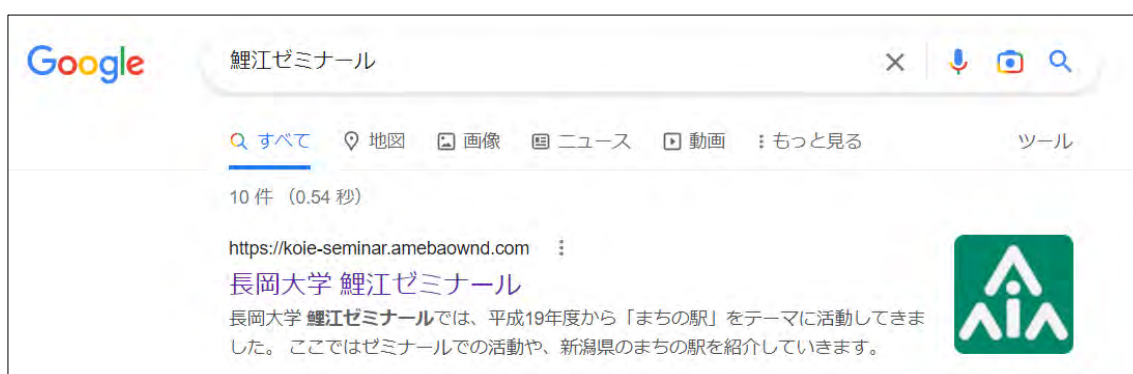 Google
鯉江ゼミナール
すべて 地図 画像 ニュース 動画 もっと見る ツール
10 件 （0.54 秒）
https://koie-seminar.amebaownd.com
長岡大学 鯉江ゼミナール
長岡大学 鯉江ゼミナールでは、平成19年度から「まちの駅」をテーマに活動してきま
した。 ここではゼミナールでの活動や、新潟県のまちの駅を紹介していきます。